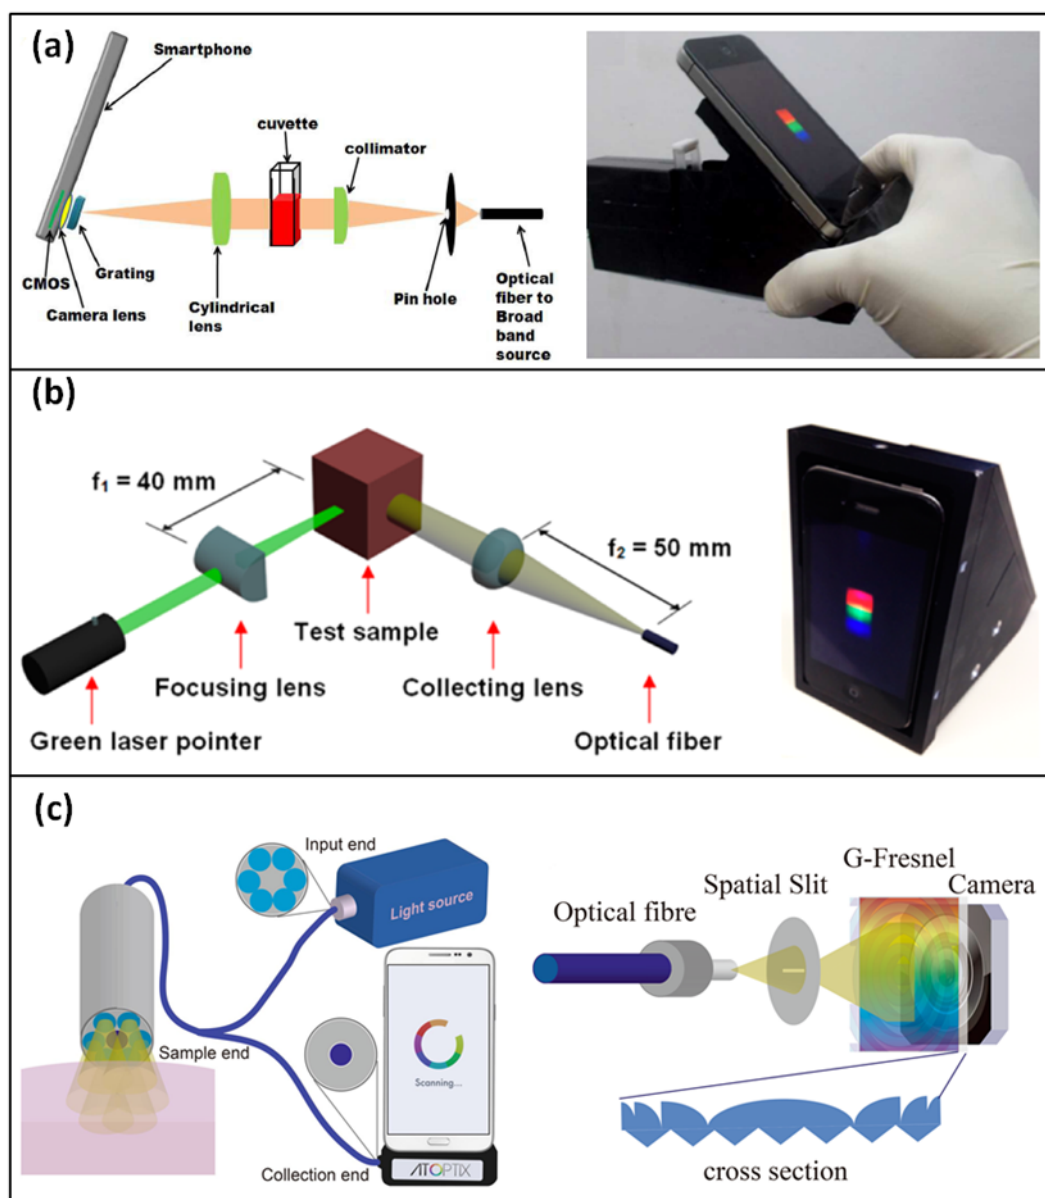 (a)
Smartphone
cuvette
collimator
CMOS
Grating
Camera lens
Cylindrical
lens
Pin hole
Optical
fiber to
Broad
band
source
(b)
f₁ = 40 mm
f₂ = 50 mm
Test sample
Focusing lens
Collecting lens
Green laser pointer
Optical fiber
(c)
Input end
Light source
Sample end
Scanning...
Collection end
ATOPTIX
G-Fresnel
Spatial Slit
Camera
Optical fibre
cross section